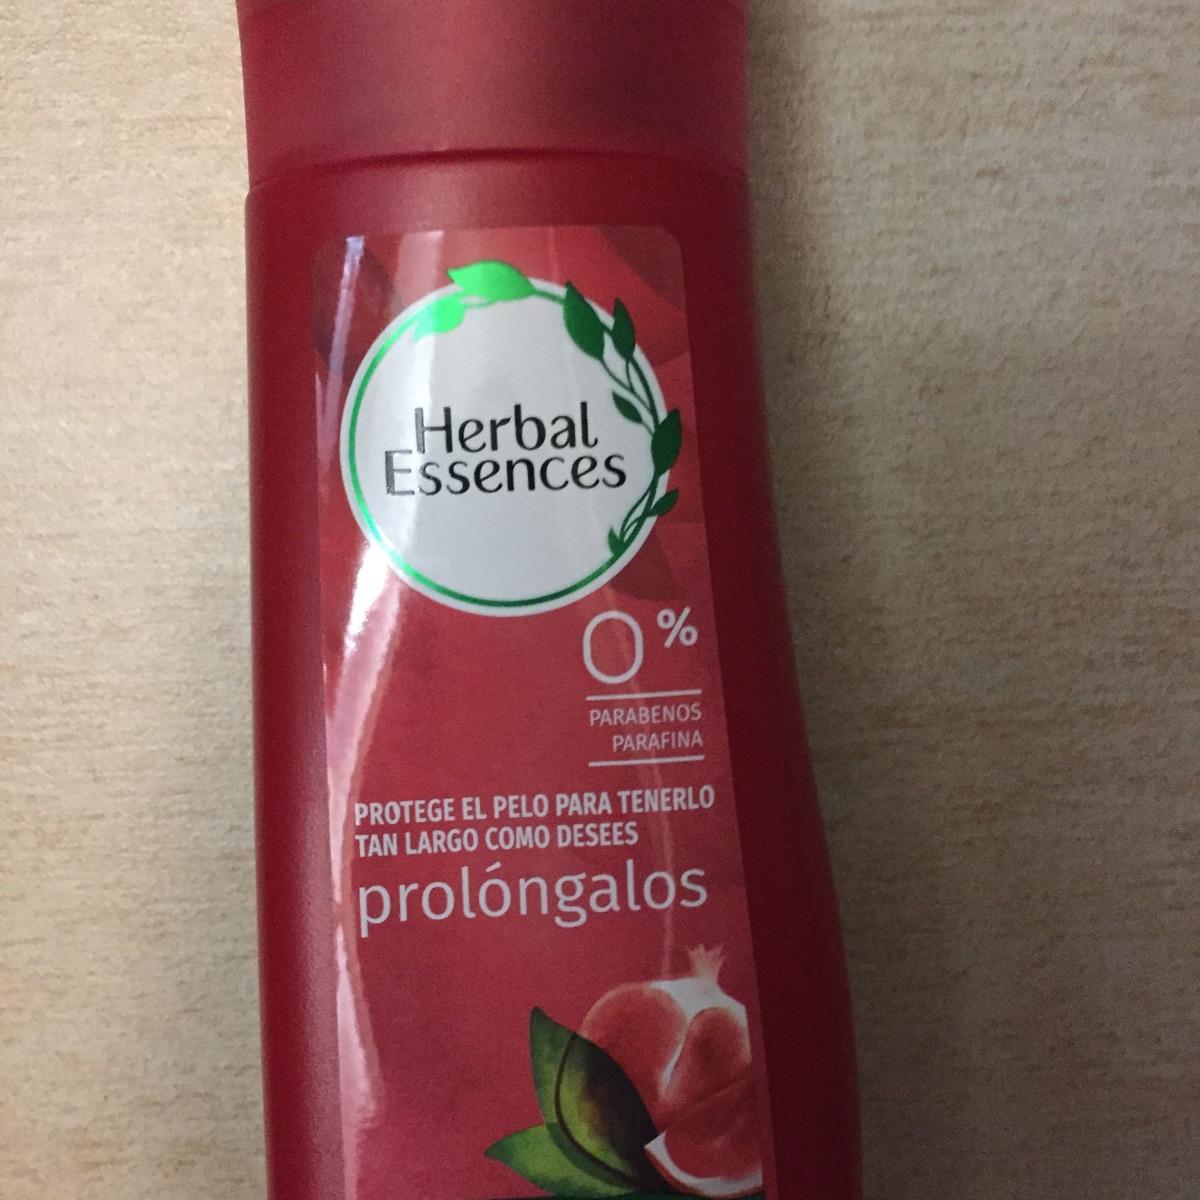 Herbal
Essences
0%
PARABENOS
PARAFINA
PROTEGE EL PELO PARA TENERLO
TAN LARGO COMO DESEES
prolóngalos